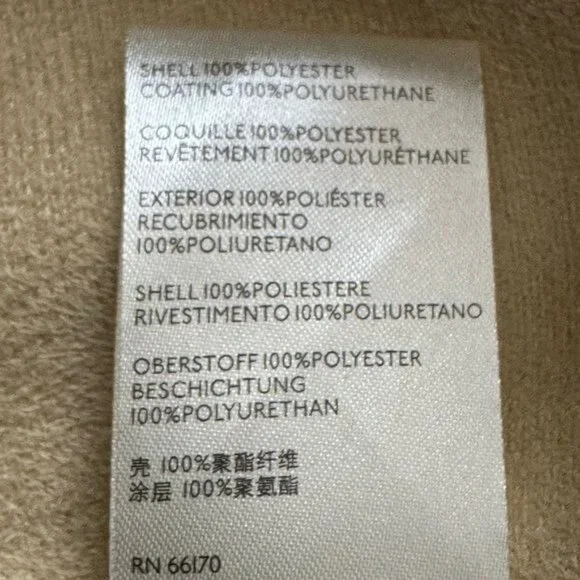 SHELL 100%POLYESTER
COATING 100%POLYURETHANE
COQUILLE 100%POLYESTER
REVÊTEMENT 100%POLYURÉTHANE
EXTERIOR 100%POLIÉSTER
RECUBRIMIENTO
100%POLIURETANO
SHELL 100%POLIESTERE
RIVESTIMENTO 100%POLIURETANO
OBERSTOFF 100%POLYESTER
BESCHICHTUNG
100%POLYURETHAN
壳 100%聚酯纤维
涂层 100%聚氨酯
RN 66170